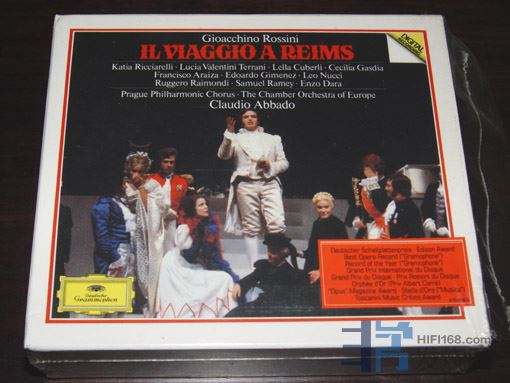 Gioacchino Rossini
IL VIAGGIO A REIMS
DIGITAL
RECORDING
Katia Ricciarelli · Lucia Valentini Terrani · Lella Cuberli · Cecilia Gasdia
Francisco Araiza · Edoardo Gimenez · Leo Nucci
Ruggero Raimondi · Samuel Ramey · Enzo Dara
Prague Philharmonic Chorus · The Chamber Orchestra of Europe
Claudio Abbado
Deutscher Schallplattenpreis · Edison Award
Best Opera Record ("Gramophone")
Record of the Year ("Gramophone")
Grand Prix International du Disque
Grand Prix du Disque · Prix Rossini du Disque
Orphée d'Or (Prix Albert Carré)
"Opus" Magazine Award · Stella d'Oro ("Musica")
Toscanini Music Critics Award
Deutsche
Grammophon
HIFI168.com